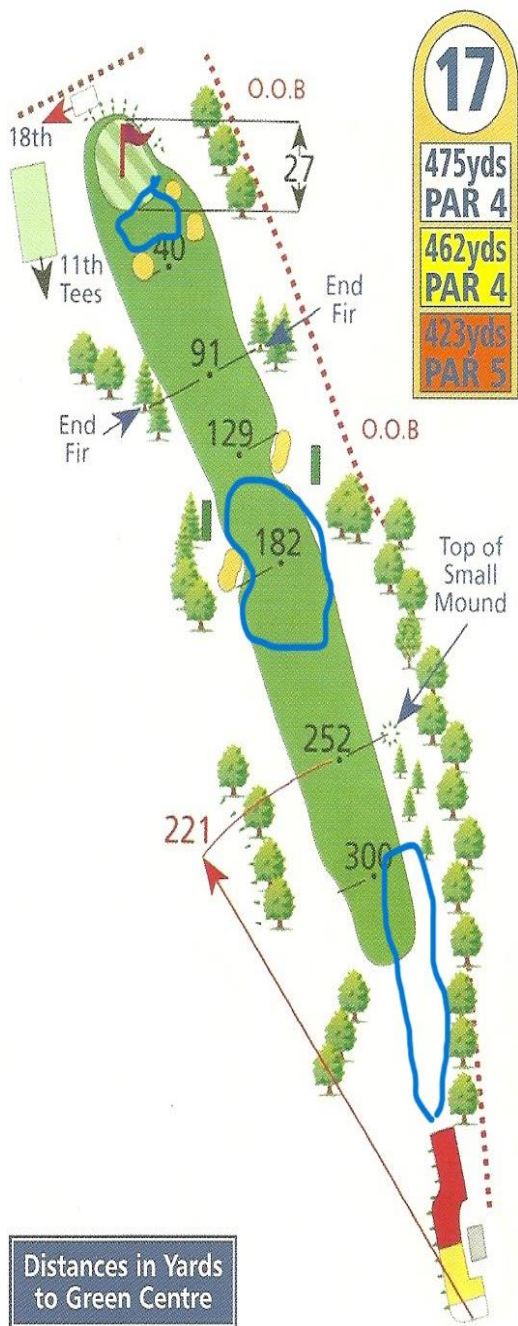 17
475yds
PAR 4
462yds
PAR 4
423yds
PAR 5
O.O.B
18th
27
11th
Tees
40
End
Fir
91
End
Fir
129
O.O.B
182
Top of
Small
Mound
252
221
300
Distances in Yards
to Green Centre